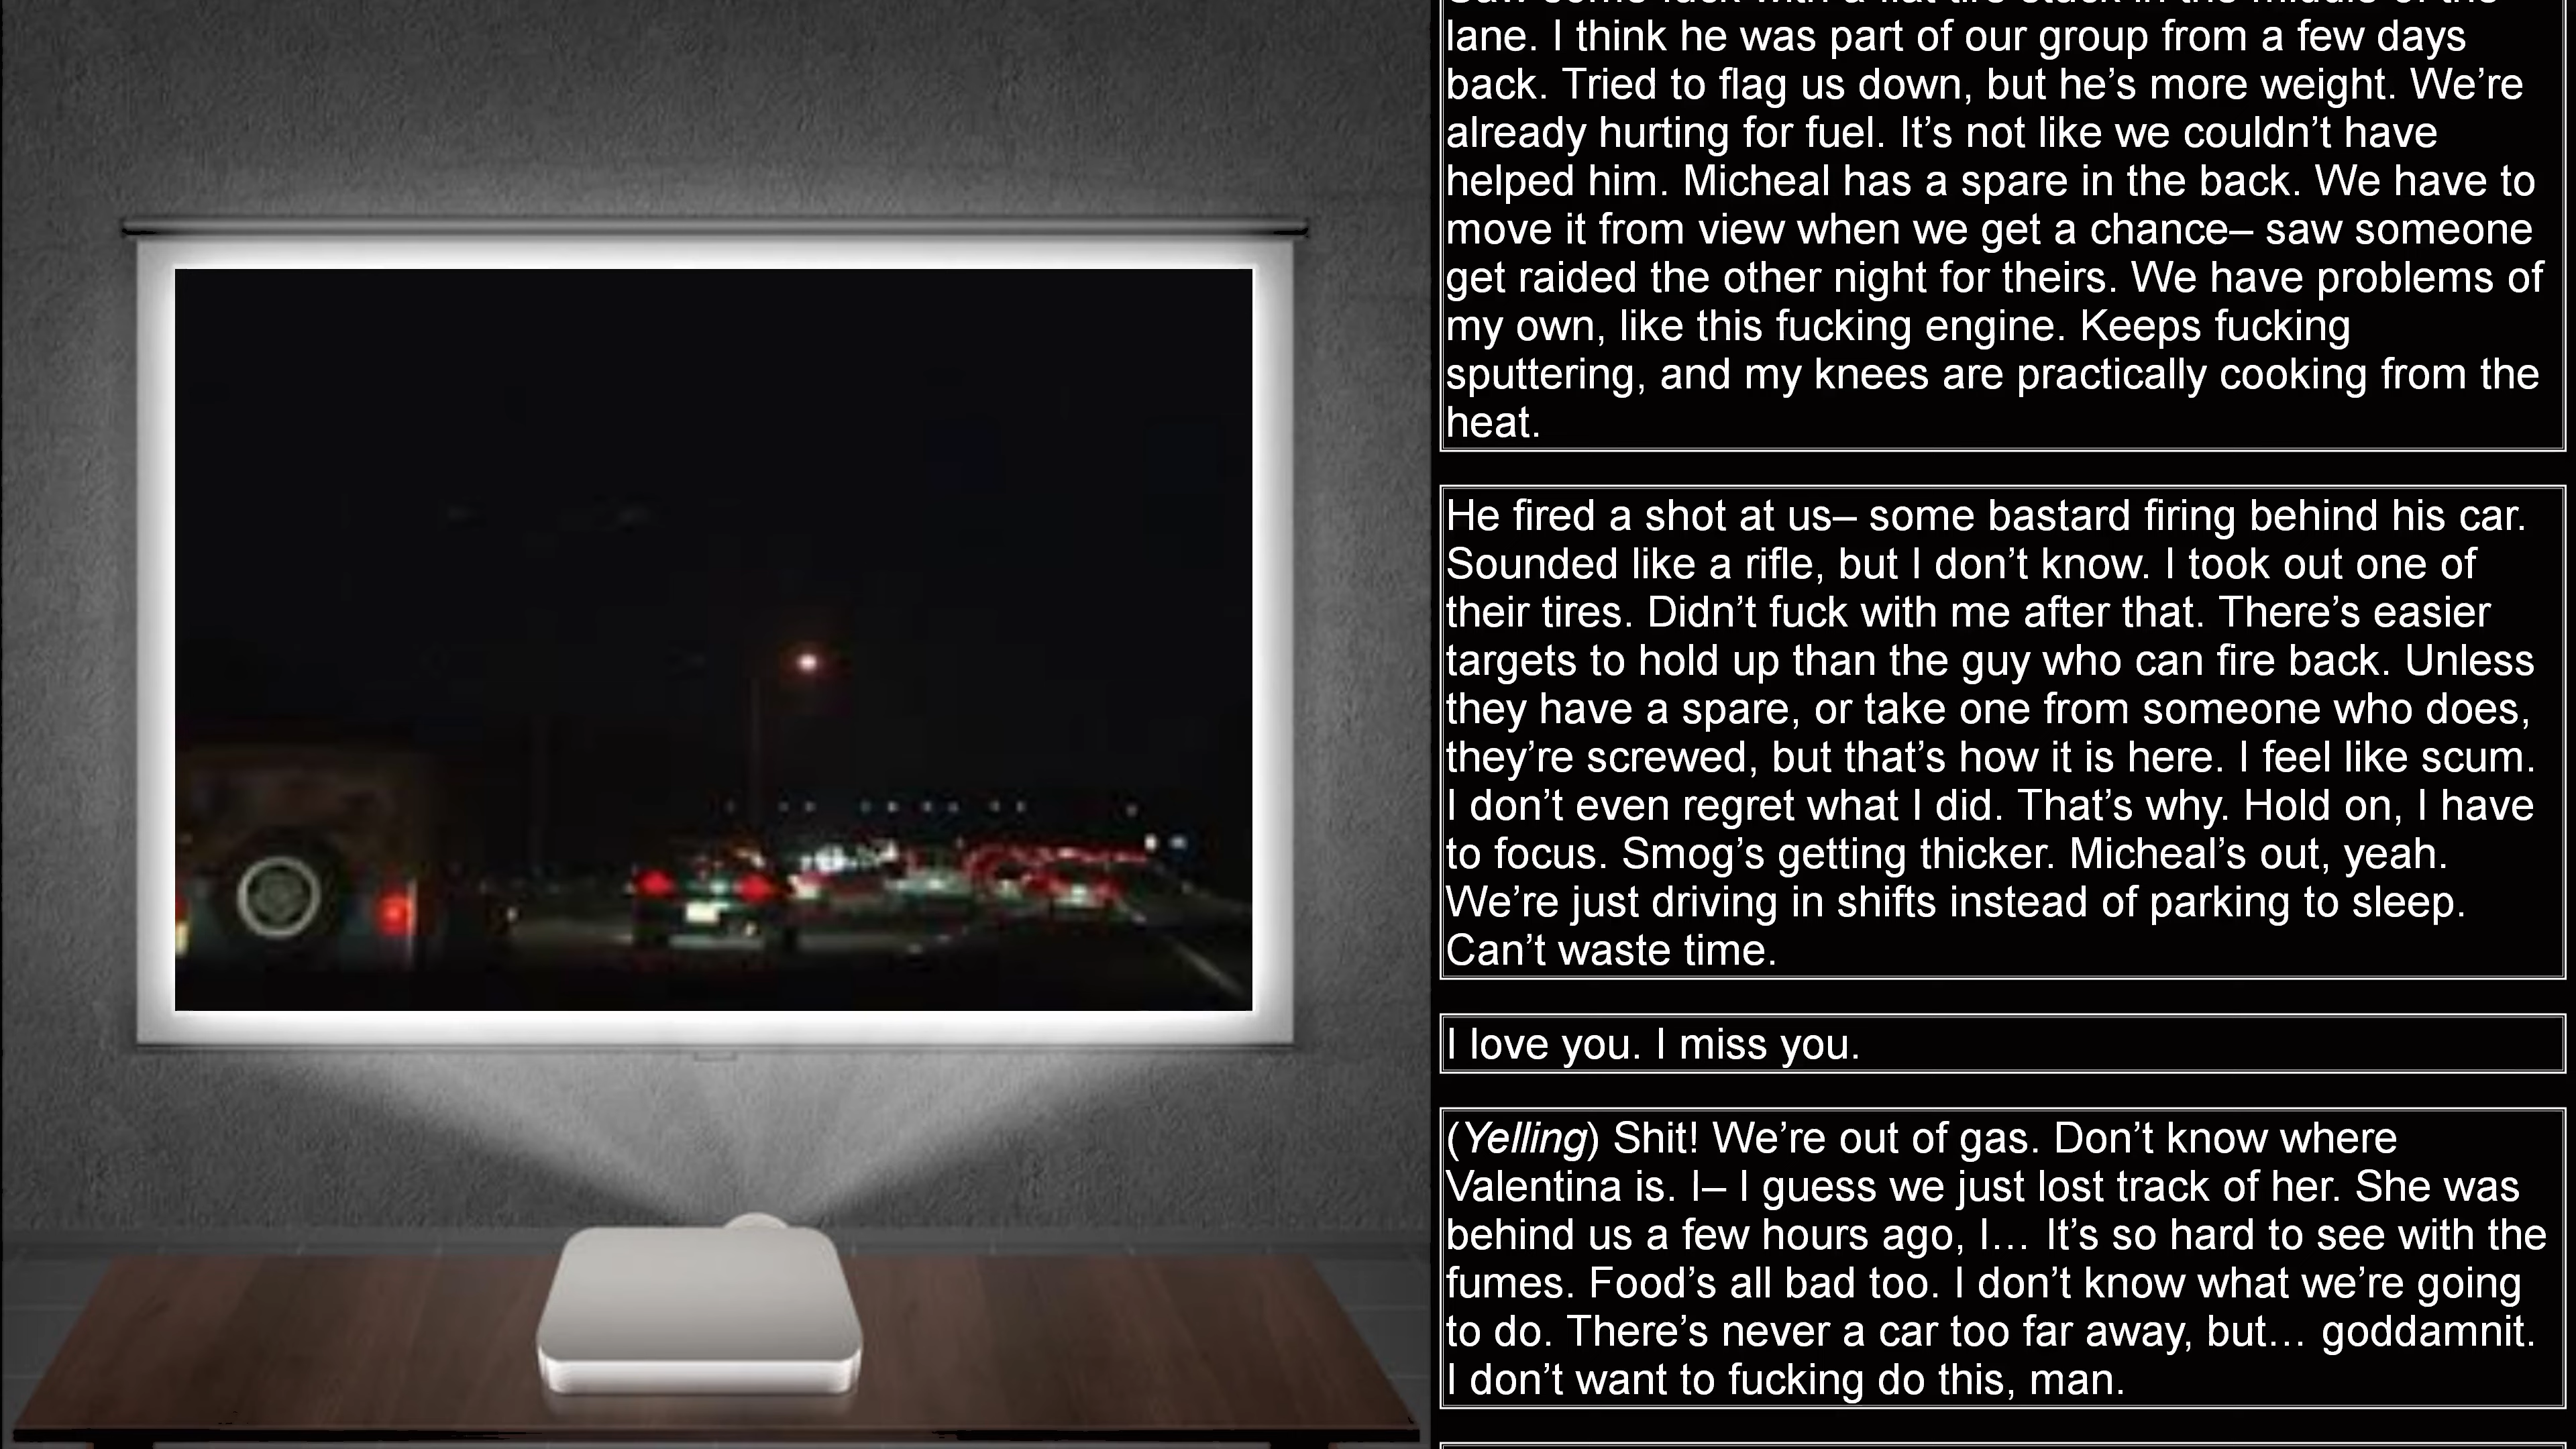 lane. I think he was part of our group from a few days
back. Tried to flag us down, but he’s more weight. We’re
already hurting for fuel. It’s not like we couldn’t have
helped him. Micheal has a spare in the back. We have to
move it from view when we get a chance– saw someone
get raided the other night for theirs. We have problems of
my own, like this fucking engine. Keeps fucking
sputtering, and my knees are practically cooking from the
heat.
He fired a shot at us– some bastard firing behind his car.
Sounded like a rifle, but I don’t know. I took out one of
their tires. Didn’t fuck with me after that. There’s easier
targets to hold up than the guy who can fire back. Unless
they have a spare, or take one from someone who does,
they’re screwed, but that’s how it is here. I feel like scum.
I don’t even regret what I did. That’s why. Hold on, I have
to focus. Smog’s getting thicker. Micheal’s out, yeah.
We’re just driving in shifts instead of parking to sleep.
Can’t waste time.
I love you. I miss you.
(Yelling) Shit! We’re out of gas. Don’t know where
Valentina is. I– I guess we just lost track of her. She was
behind us a few hours ago, I… It’s so hard to see with the
fumes. Food’s all bad too. I don’t know what we’re going
to do. There’s never a car too far away, but… goddamnit.
I don’t want to fucking do this, man.